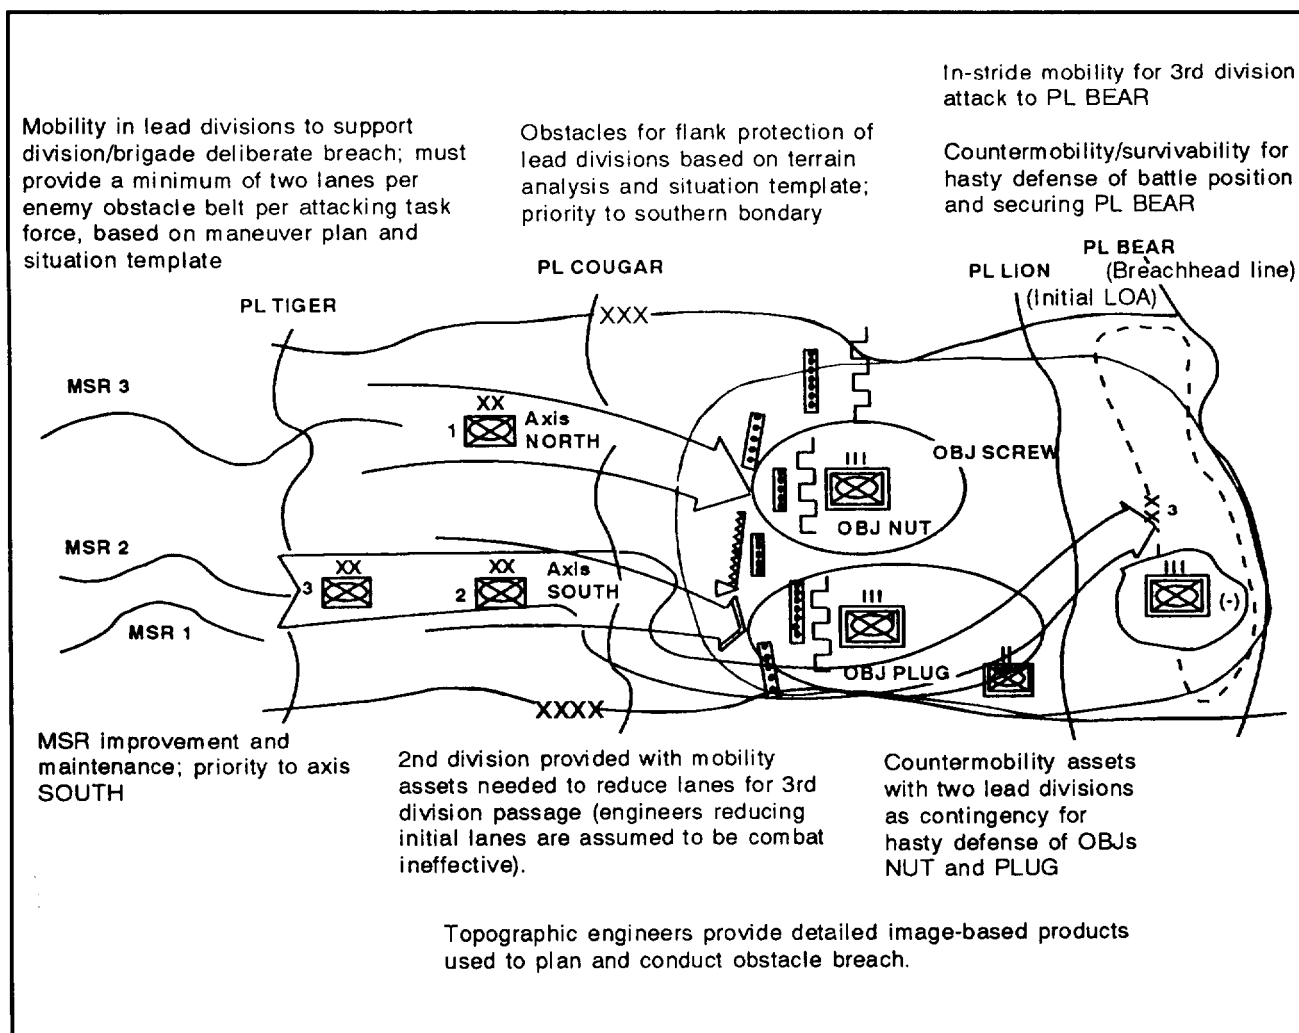 In-stride mobility for 3rd division
attack to PL BEAR
Mobility in lead divisions to support
division/brigade deliberate breach; must
provide a minimum of two lanes per
enemy obstacle belt per attacking task
force, based on maneuver plan and
situation template
Obstacles for flank protection of
lead divisions based on terrain
analysis and situation template;
priority to southern bondary
Countermobility/survivability for
hasty defense of battle position
and securing PL BEAR
PL TIGER
PL COUGAR
PL LION
(Initial LOA)
PL BEAR
(Breachhead line)
XXX
MSR 3
XX
1
Axis
NORTH
OBJ SCREW
III
OBJ NUT
XX
3
MSR 2
XX
3
XX
2
Axis
SOUTH
III
OBJ PLUG
III
(-)
II
MSR 1
XXXX
MSR improvement and
maintenance; priority to axis
SOUTH
2nd division provided with mobility
assets needed to reduce lanes for 3rd
division passage (engineers reducing
initial lanes are assumed to be combat
ineffective).
Countermobility assets
with two lead divisions
as contingency for
hasty defense of OBJs
NUT and PLUG
Topographic engineers provide detailed image-based products
used to plan and conduct obstacle breach.